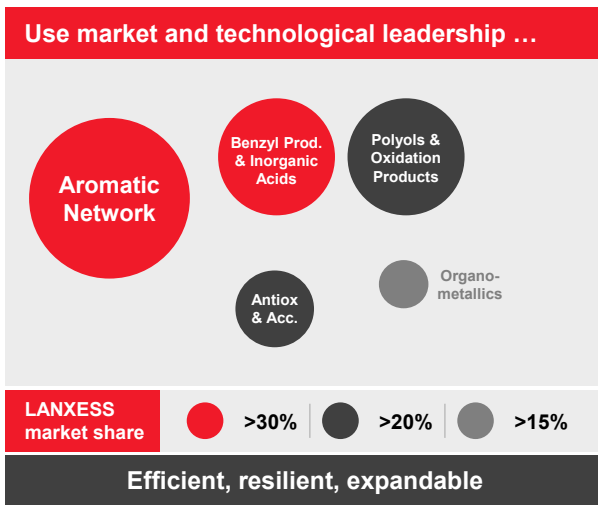 Use market and technological leadership …
Aromatic
Network
Benzyl Prod.
& Inorganic
Acids
Polyols &
Oxidation
Products
Antiox
& Acc.
Organo-
metallics
LANXESS
market share
>30%
>20%
>15%
Efficient, resilient, expandable